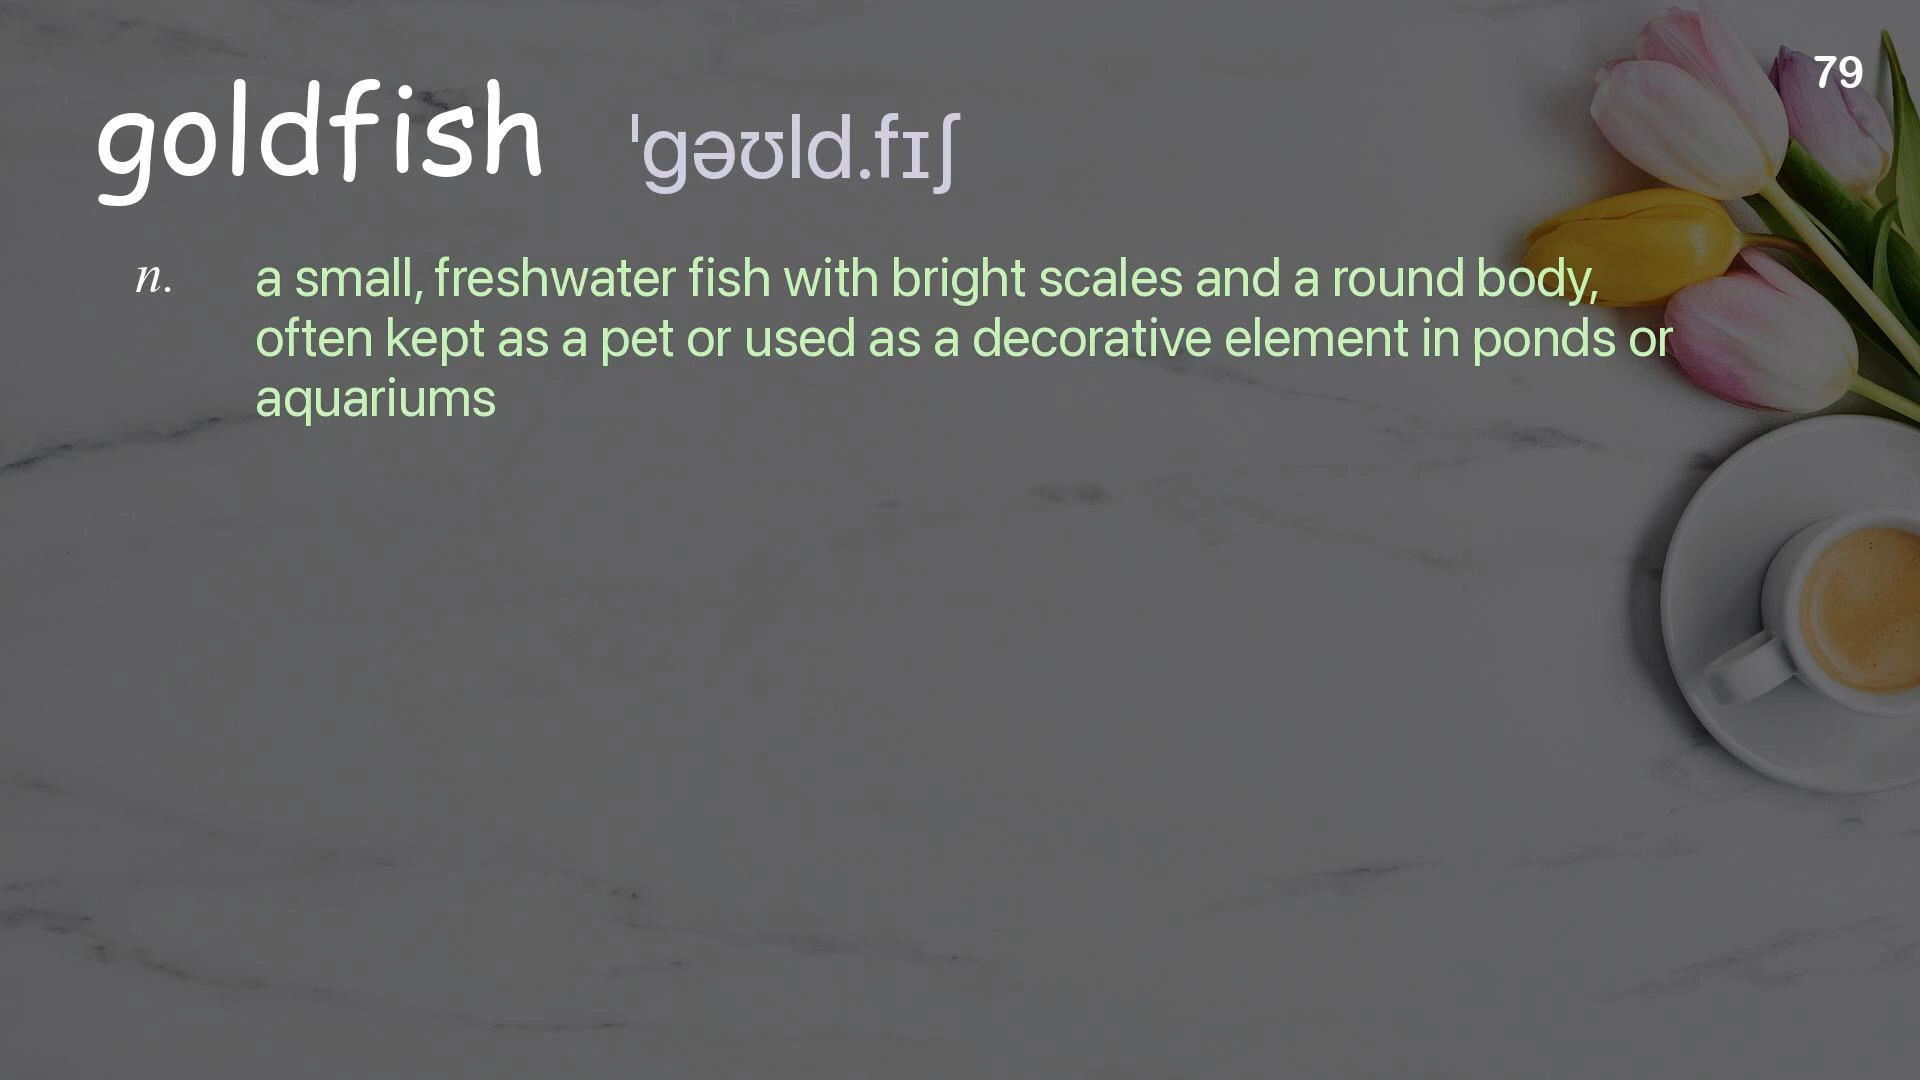 79
goldfish ˈɡəʊld.fɪʃ
n. a small, freshwater fish with bright scales and a round body,
often kept as a pet or used as a decorative element in ponds or
aquariums